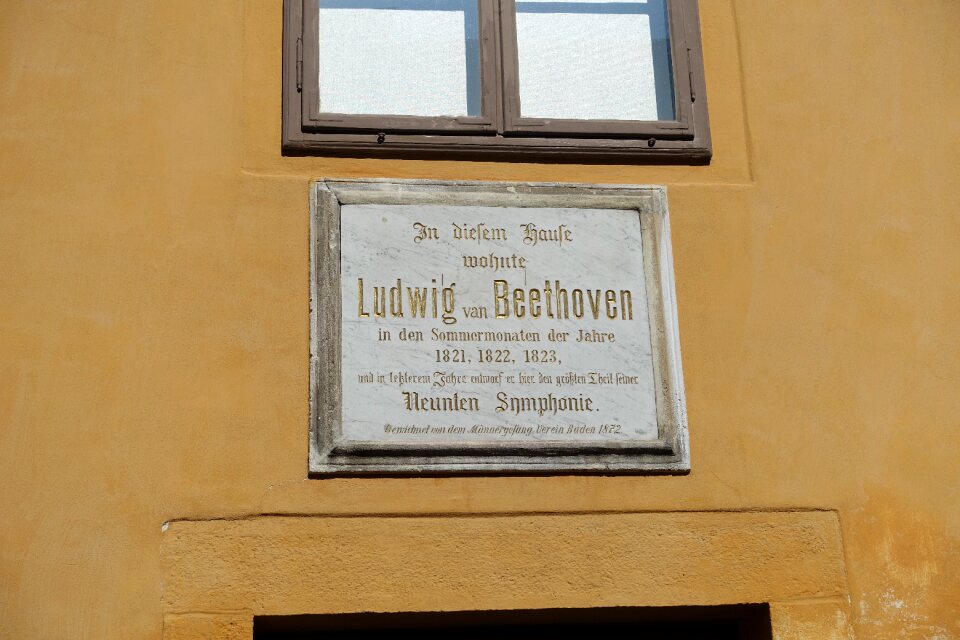 In dieſem Hauſe
wohnte
Ludwig van Beethoven
in den Sommermonaten der Jahre
1821, 1822, 1823,
und in letzterem Jahre entwarf er hier den größten Theil ſeiner
Neunten Symphonie.
Gewidmet von dem Männergeſang Verein Baden 1872.